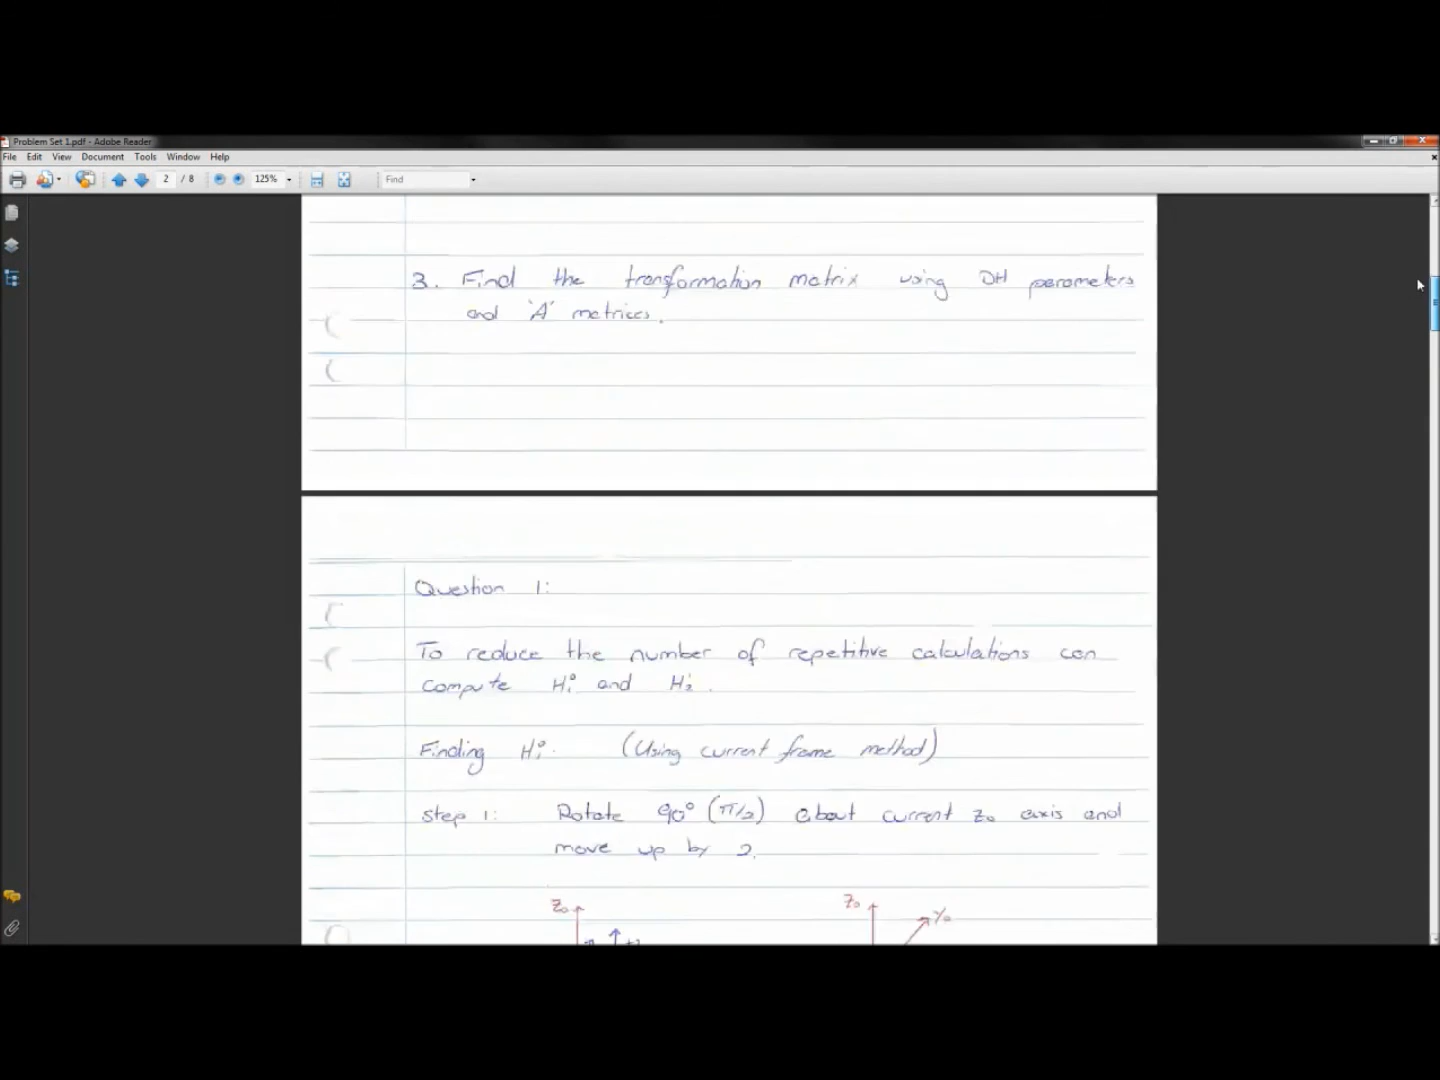 Problem Set 1.pdf - Adobe Reader
File Edit View Document Tools Window Help
2 / 8 125% Find
3. Find the transformation matrix using DH parameters
and 'A' matrices.
Question 1:
To reduce the number of repetitive calculations can
compute H₁⁰ and H₂¹.
Finding H₁⁰. (Using current frame method)
step 1: Rotate 90° (π/2) about current z₀ axis and
move up by 2.
Z₀ Z₀ Y₀